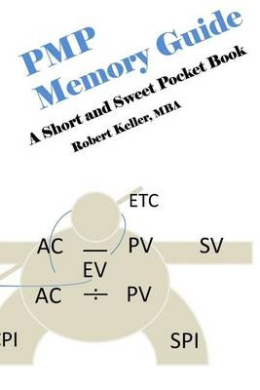 PMP
Memory Guide
A Short and Sweet Pocket Book
Robert Keller, MBA
ETC
AC — PV SV
EV
AC ÷ PV
CPI SPI